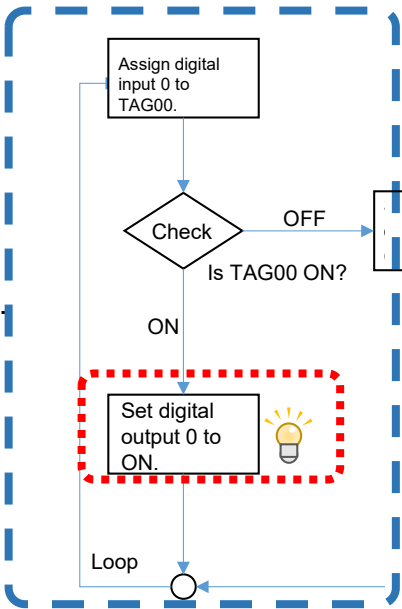 Assign digital
input 0 to
TAG00.
Check
OFF
Is TAG00 ON?
ON
Set digital
output 0 to
ON.
Loop